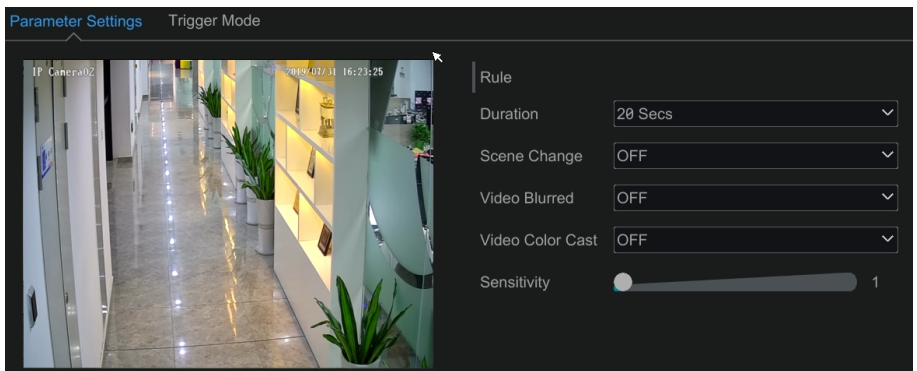 Parameter Settings Trigger Mode
IP Camera02 2019/07/31 16:23:25
Rule
Duration 20 Secs
Scene Change OFF
Video Blurred OFF
Video Color Cast OFF
Sensitivity 1